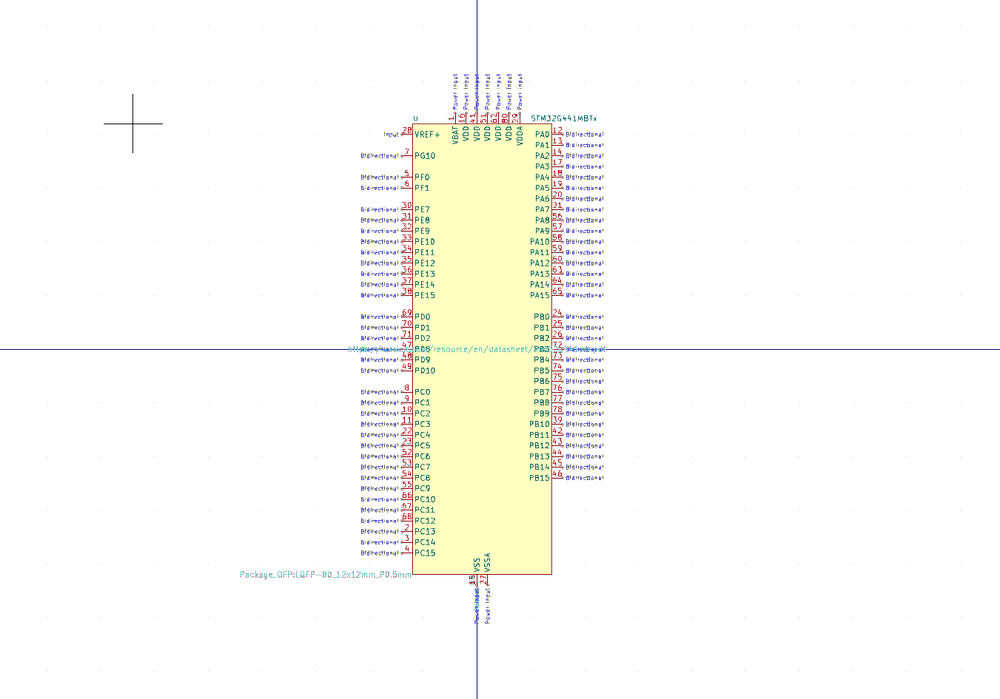 Power Input Power Input Power Input Power Input Power Input Power Input Power Input
U STM32G441MBTx
1 16 41 51 62 80 29
VBAT VDD VDD VDD VDD VDD VDDA
Input 28 VREF+ PA0 12 Bidirectional
PA1 13 Bidirectional
Bidirectional 7 PG10 PA2 14 Bidirectional
PA3 17 Bidirectional
Bidirectional 5 PF0 PA4 18 Bidirectional
Bidirectional 6 PF1 PA5 19 Bidirectional
PA6 20 Bidirectional
Bidirectional 30 PE7 PA7 21 Bidirectional
Bidirectional 31 PE8 PA8 56 Bidirectional
Bidirectional 32 PE9 PA9 57 Bidirectional
Bidirectional 33 PE10 PA10 58 Bidirectional
Bidirectional 34 PE11 PA11 59 Bidirectional
Bidirectional 35 PE12 PA12 60 Bidirectional
Bidirectional 36 PE13 PA13 63 Bidirectional
Bidirectional 37 PE14 PA14 64 Bidirectional
Bidirectional 38 PE15 PA15 65 Bidirectional
Bidirectional 69 PD0 PB0 24 Bidirectional
Bidirectional 70 PD1 PB1 25 Bidirectional
Bidirectional 71 PD2 PB2 26 Bidirectional
47 PD8 /resource/en/datasheet/ PB3 72
Bidirectional 48 PD9 PB4 73 Bidirectional
Bidirectional 49 PD10 PB5 74 Bidirectional
PB6 75 Bidirectional
Bidirectional 8 PC0 PB7 76 Bidirectional
Bidirectional 9 PC1 PB8 77 Bidirectional
Bidirectional 10 PC2 PB9 78 Bidirectional
Bidirectional 11 PC3 PB10 39 Bidirectional
Bidirectional 22 PC4 PB11 42 Bidirectional
Bidirectional 23 PC5 PB12 43 Bidirectional
Bidirectional 52 PC6 PB13 44 Bidirectional
Bidirectional 53 PC7 PB14 45 Bidirectional
Bidirectional 54 PC8 PB15 46 Bidirectional
Bidirectional 55 PC9
Bidirectional 66 PC10
Bidirectional 67 PC11
Bidirectional 68 PC12
Bidirectional 2 PC13
Bidirectional 3 PC14
Bidirectional 4 PC15
VSS VSSA
Package_QFP:LQFP-80_12x12mm_P0.5mm
15 27
Power Input Power Input